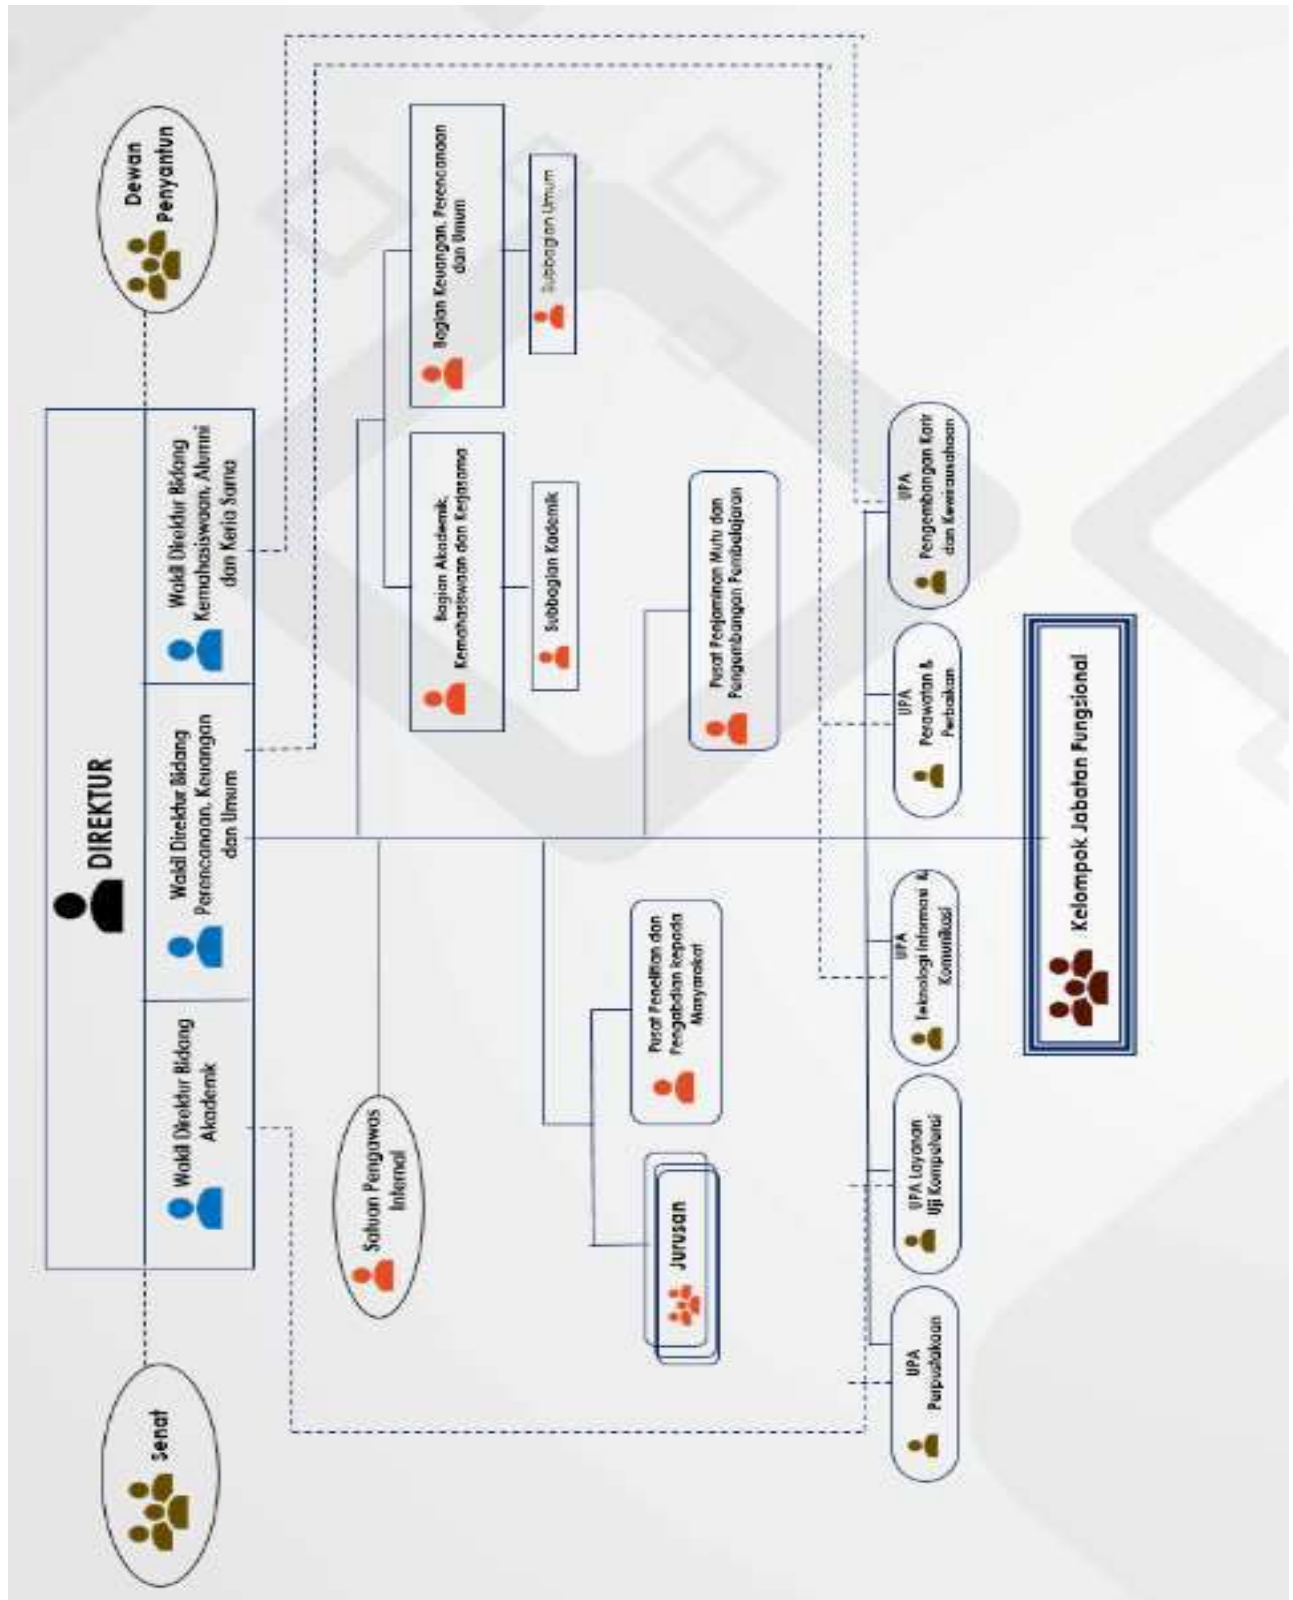 DIREKTUR
Wakil Direktur Bidang
Akademk
Wakil Direktur Bidang
Perencanaan, Keuangan
dan Umum
Wakil Direktur Bidang
Kemahasiswaan, Alumni
dan Kerja Sama
Senat
Dewan
Penyantun
Satuan Pengawas
Internal
Bagian Akademik,
Kemahasiswaan dan Kerjasama
Bagian Keuangan, Perencanaan
dan Umum
Subbagian Kademik
Subbagian Umum
Jurusan
Pusat Penelitian dan
Pengabdian kepada
Masyarakat
Pusat Penjaminan Mutu dan
Pengembangan Pembelajaran
UPA
Perpustakaan
UPA Layanan
Uji Kompetensi
UPA
Teknologi Informasi &
Komunikasi
UPA
Perawatan &
Perbaikan
UPA
Pengembangan Karir
dan Kewirausahaan
Kelompok Jabatan Fungsional